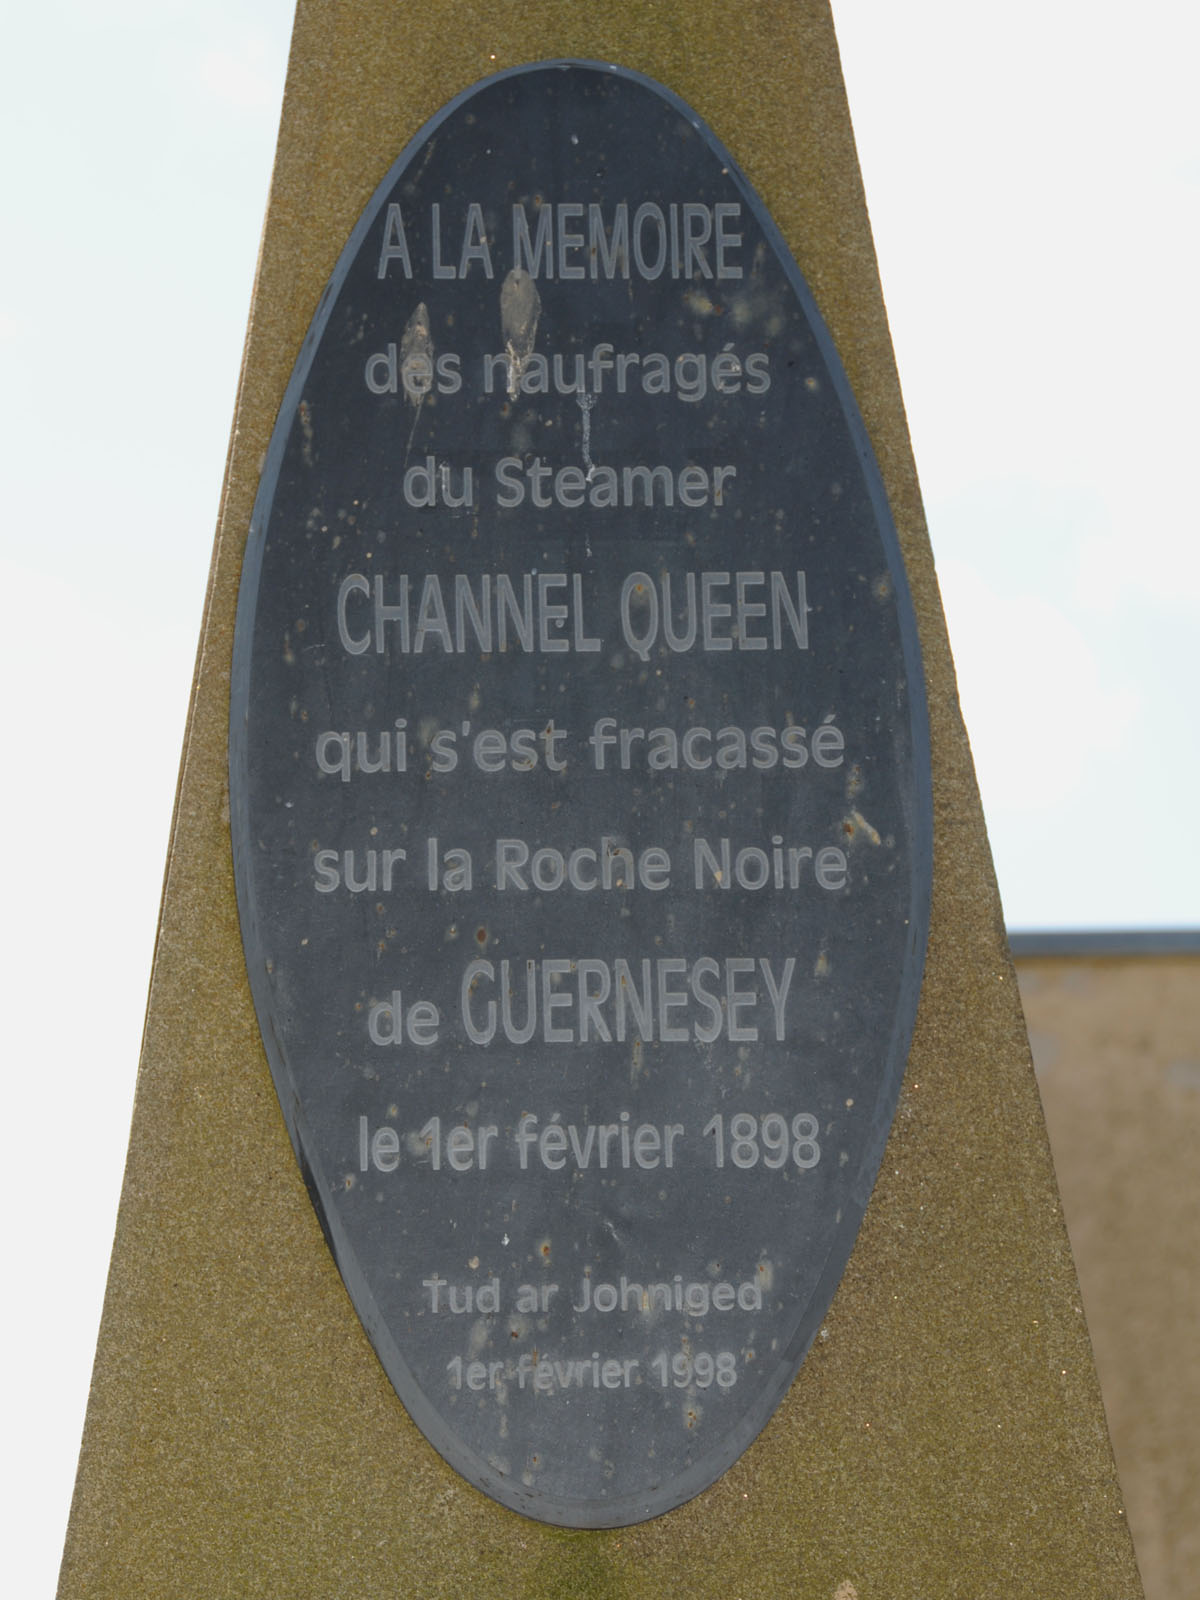 A LA MEMOIRE
des naufragés
du Steamer
CHANNEL QUEEN
qui s'est fracassé
sur la Roche Noire
de GUERNESEY
le 1er février 1898
Tud ar Johniged
1er février 1998